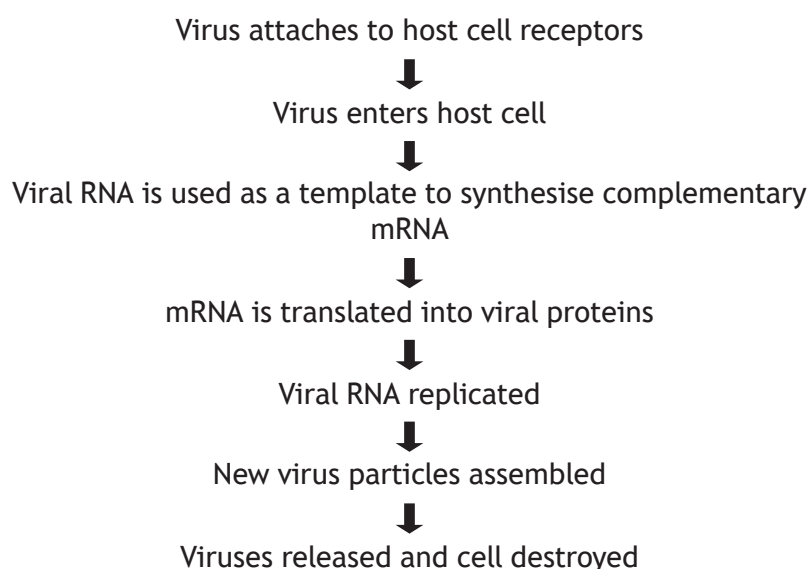 Virus attaches to host cell receptors
Virus enters host cell
Viral RNA is used as a template to synthesise complementary
mRNA
mRNA is translated into viral proteins
Viral RNA replicated
New virus particles assembled
Viruses released and cell destroyed